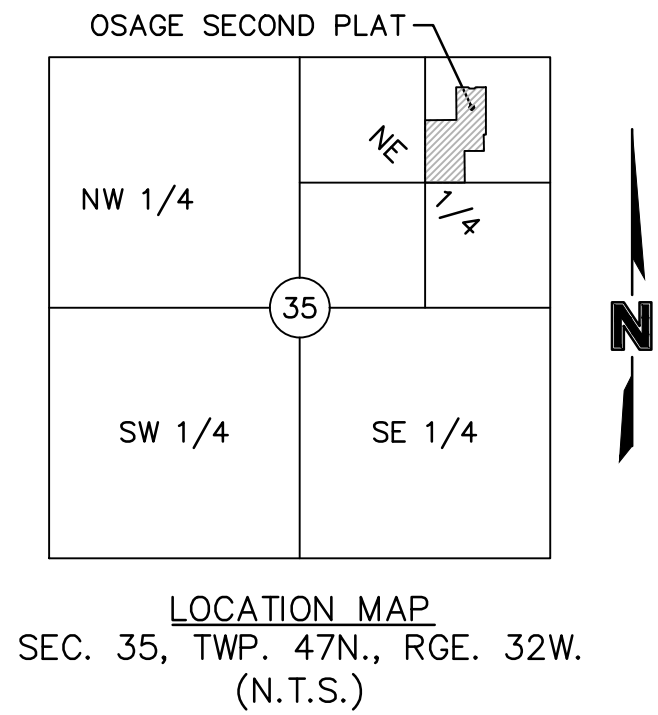 OSAGE SECOND PLAT
NE
1/4
NW 1/4
35
N
SW 1/4
SE 1/4
LOCATION MAP
SEC. 35, TWP. 47N., RGE. 32W.
(N.T.S.)